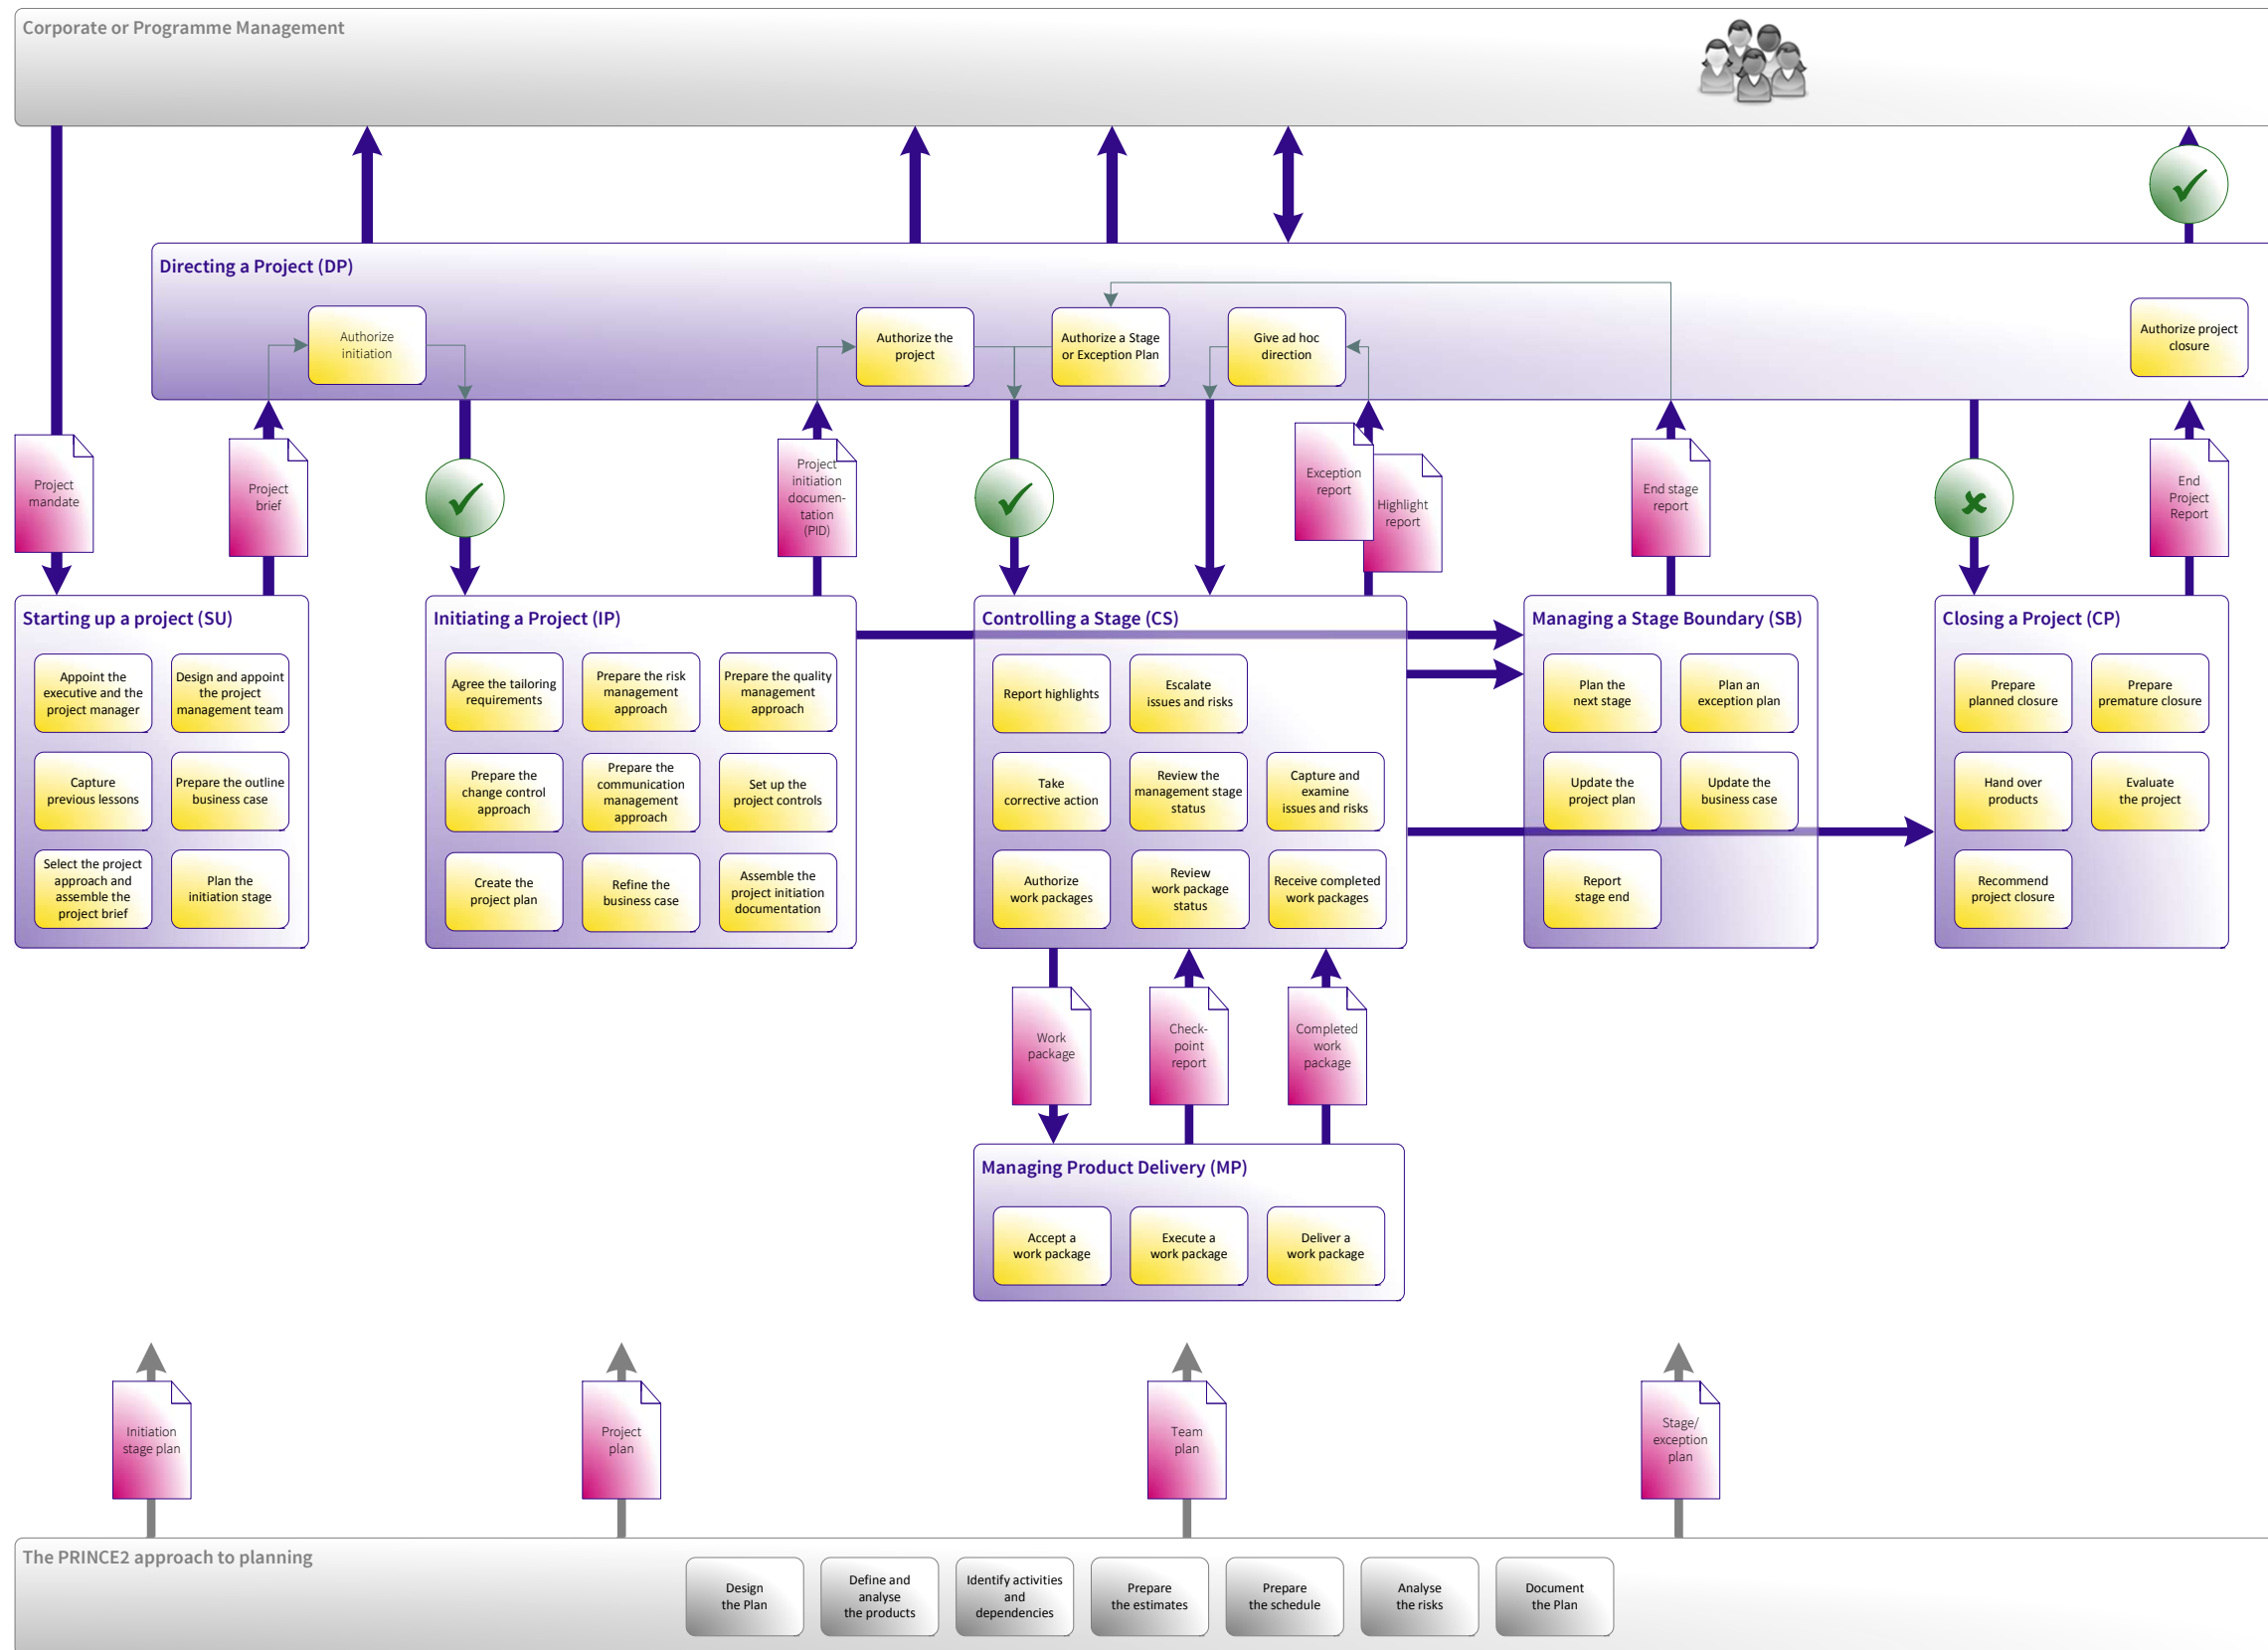 Corporate or Programme Management
Directing a Project (DP)
Authorize
initiation
Authorize the
project
Authorize a Stage
or Exception Plan
Give ad hoc
direction
Authorize project
closure
Project
mandate
Project
brief
Project
initiation
documen-
tation
(PID)
Exception
report
Highlight
report
End stage
report
End
Project
Report
Starting up a project (SU)
Appoint the
executive and the
project manager
Design and appoint
the project
management team
Capture
previous lessons
Prepare the outline
business case
Select the project
approach and
assemble the
project brief
Plan the
initiation stage
Initiating a Project (IP)
Agree the tailoring
requirements
Prepare the risk
management
approach
Prepare the quality
management
approach
Prepare the
change control
approach
Prepare the
communication
management
approach
Set up the
project controls
Create the
project plan
Refine the
business case
Assemble the
project initiation
documentation
Controlling a Stage (CS)
Report highlights
Escalate
issues and risks
Take
corrective action
Review the
management stage
status
Capture and
examine
issues and risks
Authorize
work packages
Review
work package
status
Receive completed
work packages
Managing a Stage Boundary (SB)
Plan the
next stage
Plan an
exception plan
Update the
project plan
Update the
business case
Report
stage end
Closing a Project (CP)
Prepare
planned closure
Prepare
premature closure
Hand over
products
Evaluate
the project
Recommend
project closure
Work
package
Check-
point
report
Completed
work
package
Managing Product Delivery (MP)
Accept a
work package
Execute a
work package
Deliver a
work package
Initiation
stage plan
Project
plan
Team
plan
Stage/
exception
plan
The PRINCE2 approach to planning
Design
the Plan
Define and
analyse
the products
Identify activities
and
dependencies
Prepare
the estimates
Prepare
the schedule
Analyse
the risks
Document
the Plan